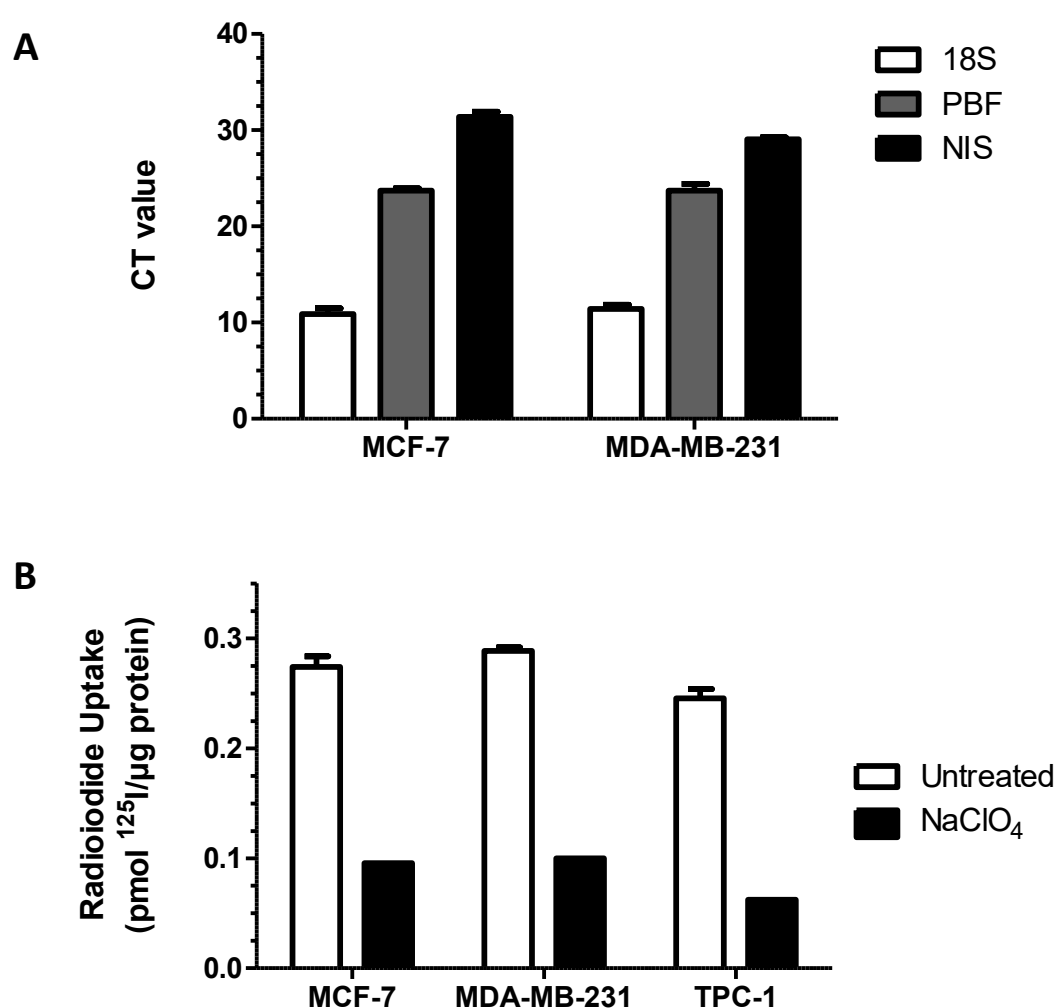 A
40
30
20
10
0
CT value
18S
PBF
NIS
MCF-7 MDA-MB-231
B
0.3
0.2
0.1
0.0
Radioiodide Uptake
(pmol ¹²⁵I/µg protein)
Untreated
NaClO₄
MCF-7 MDA-MB-231 TPC-1